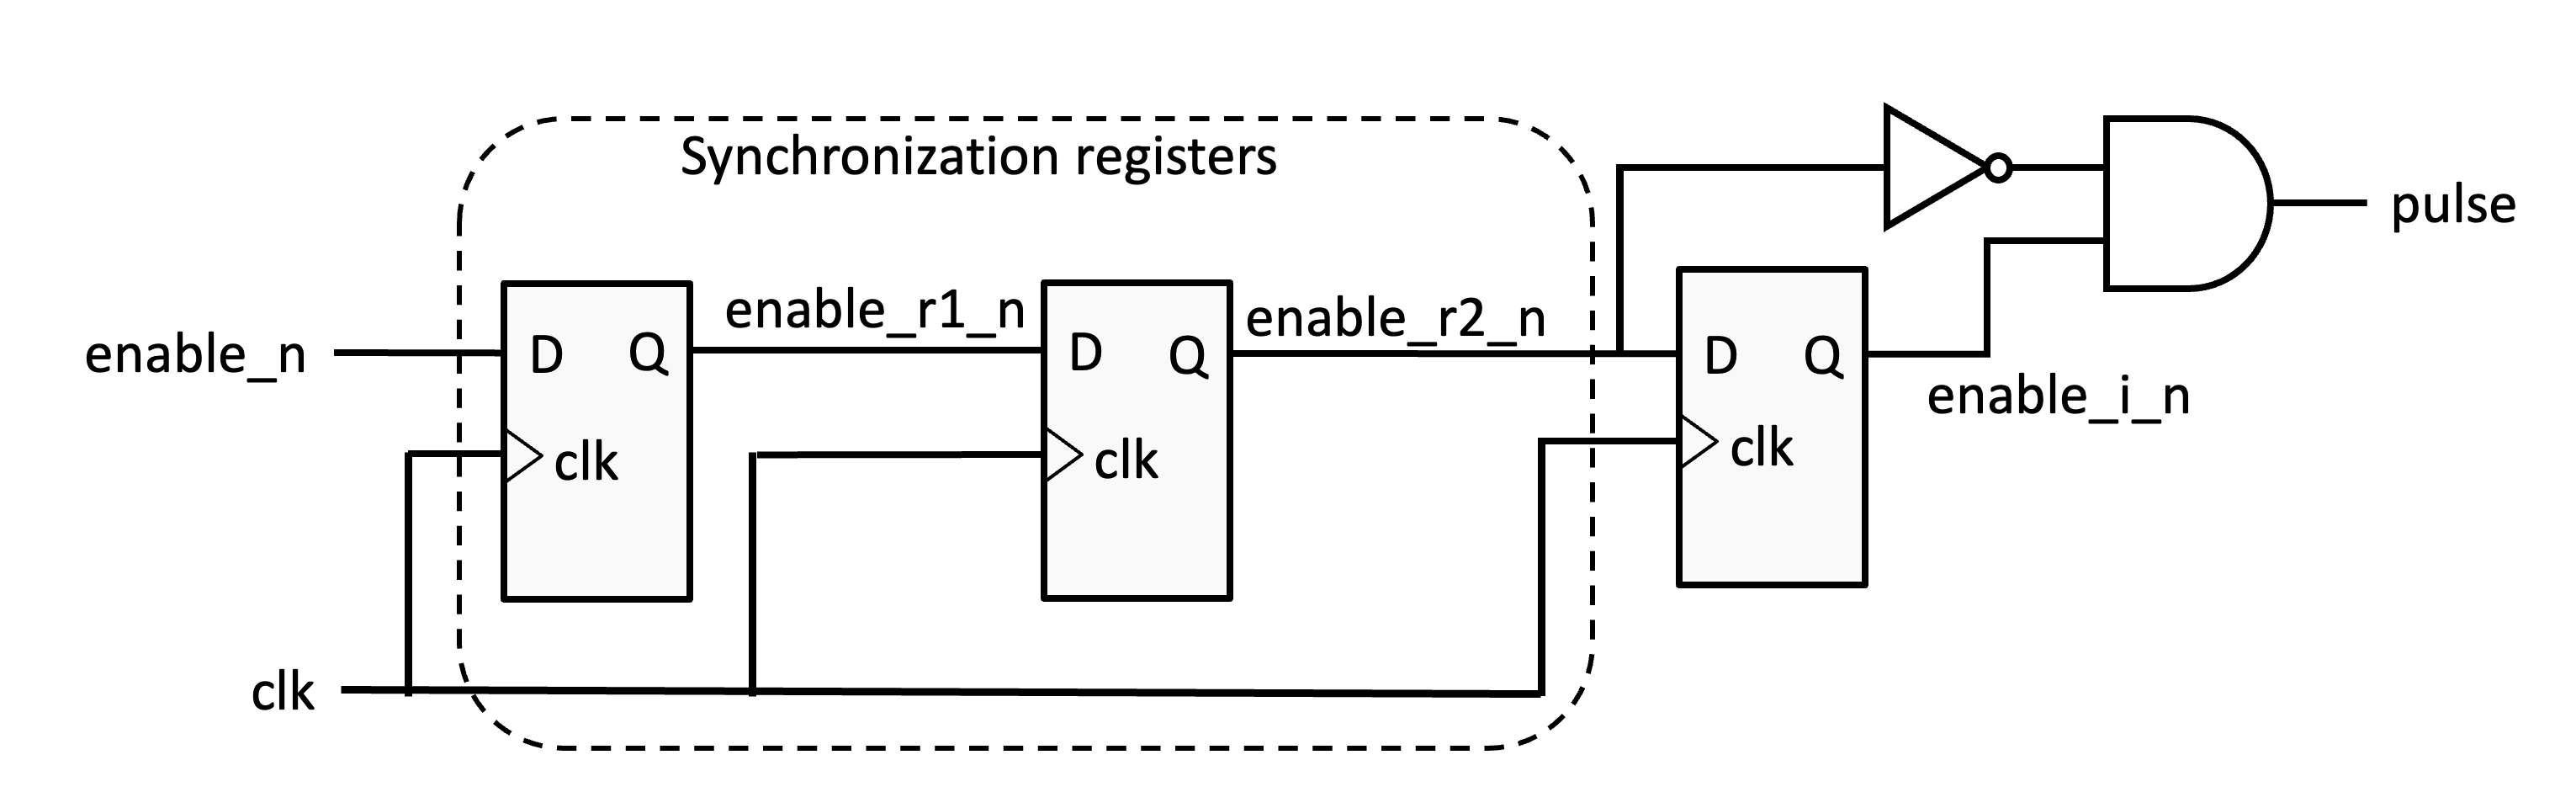 Synchronization registers
pulse
enable_n
D Q
enable_r1_n
D Q
enable_r2_n
D Q
enable_i_n
clk
clk
clk
clk